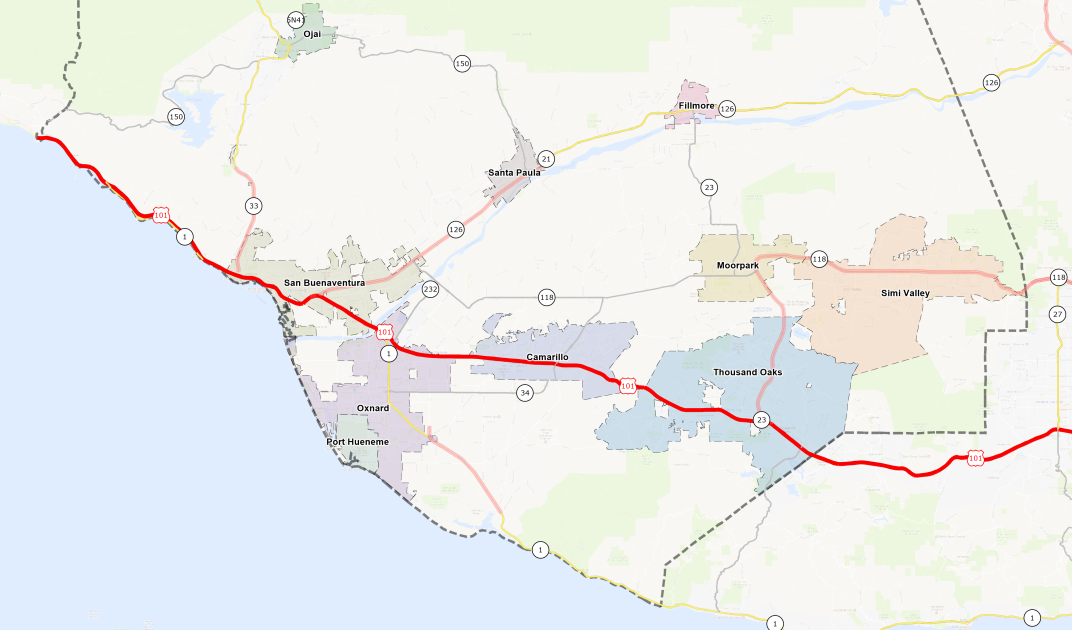 5N41
Ojai
150
126
150
Fillmore
126
21
Santa Paula
23
33
101
126
1
118
Moorpark
118
San Buenaventura
232
Simi Valley
118
27
101
1
Camarillo
Thousand Oaks
101
34
Oxnard
23
Port Hueneme
101
1
1
1